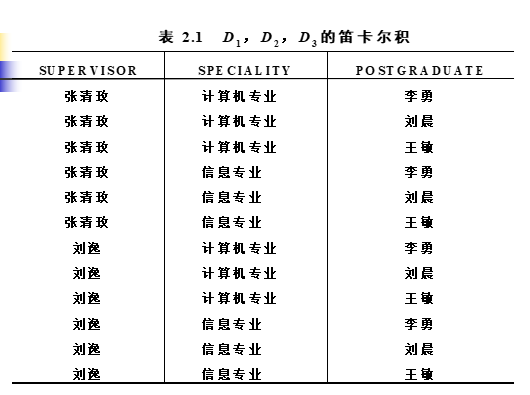 表 2.1 D1，D2，D3的笛卡尔积
SUPERVISOR SPECIALITY POSTGRADUATE
张清玫 计算机专业 李勇
张清玫 计算机专业 刘晨
张清玫 计算机专业 王敏
张清玫 信息专业 李勇
张清玫 信息专业 刘晨
张清玫 信息专业 王敏
刘逸 计算机专业 李勇
刘逸 计算机专业 刘晨
刘逸 计算机专业 王敏
刘逸 信息专业 李勇
刘逸 信息专业 刘晨
刘逸 信息专业 王敏